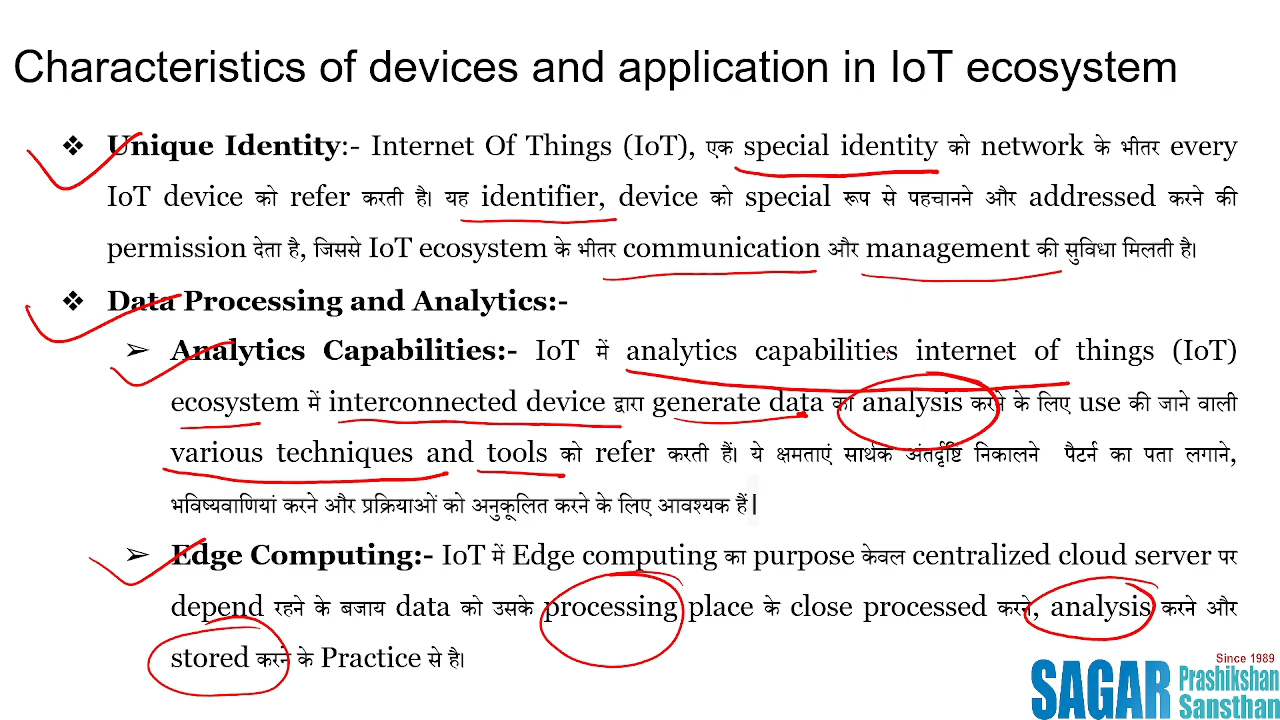 Characteristics of devices and application in IoT ecosystem
❖ Unique Identity:- Internet Of Things (IoT), एक special identity को network के भीतर every
IoT device को refer करती है। यह identifier, device को special रूप से पहचानने और addressed करने की
permission देता है, जिससे IoT ecosystem के भीतर communication और management की सुविधा मिलती है।
❖ Data Processing and Analytics:-
➢ Analytics Capabilities:- IoT में analytics capabilities internet of things (IoT)
ecosystem में interconnected device द्वारा generate data का analysis करने के लिए use की जाने वाली
various techniques and tools को refer करती हैं। ये क्षमताएं सार्थक अंतर्दृष्टि निकालने पैटर्न का पता लगाने,
भविष्यवाणियां करने और प्रक्रियाओं को अनुकूलित करने के लिए आवश्यक हैं|
➢ Edge Computing:- IoT में Edge computing का purpose केवल centralized cloud server पर
depend रहने के बजाय data को उसके processing place के close processed करने, analysis करने और
stored करने के Practice से है।
Since 1989
SAGAR Prashikshan
Sansthan